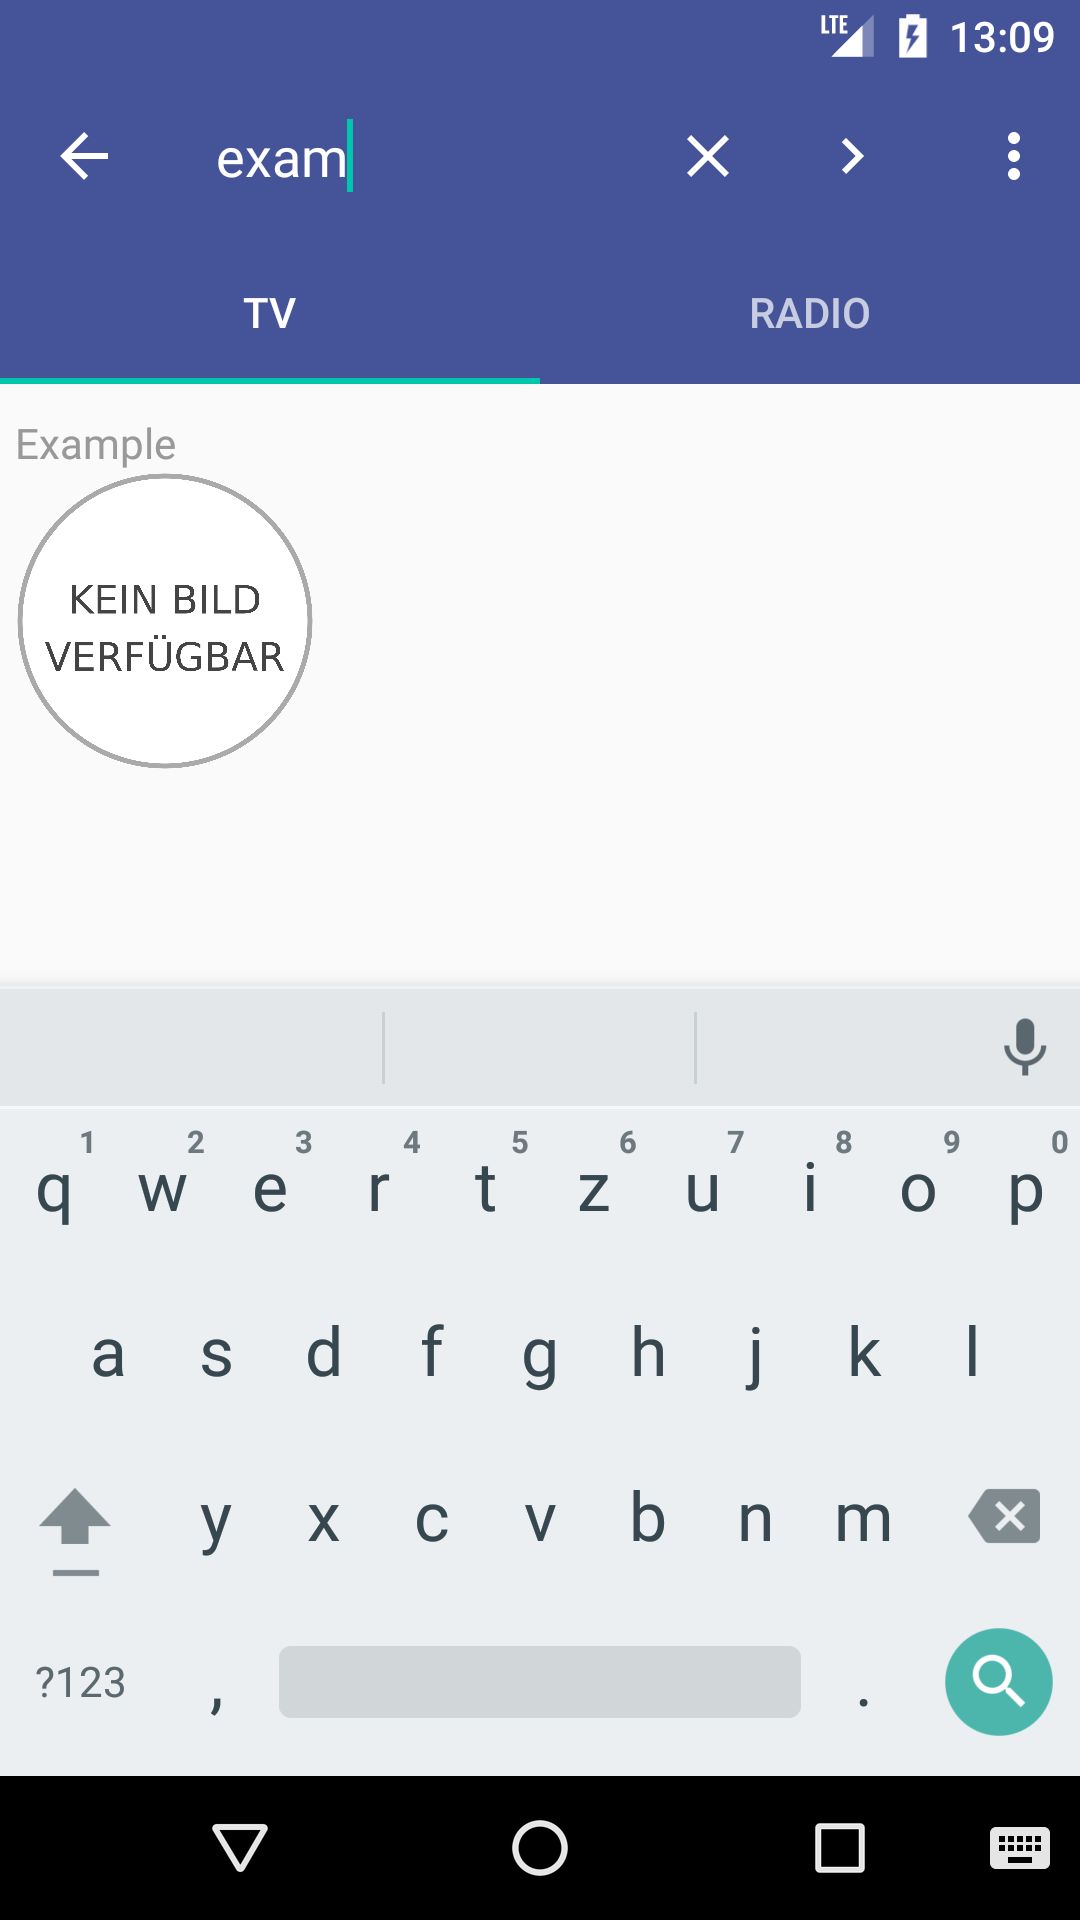 LTE 13:09
exam
TV RADIO
Example
KEIN BILD
VERFÜGBAR
1 2 3 4 5 6 7 8 9 0
q w e r t z u i o p
a s d f g h j k l
y x c v b n m
?123 , .